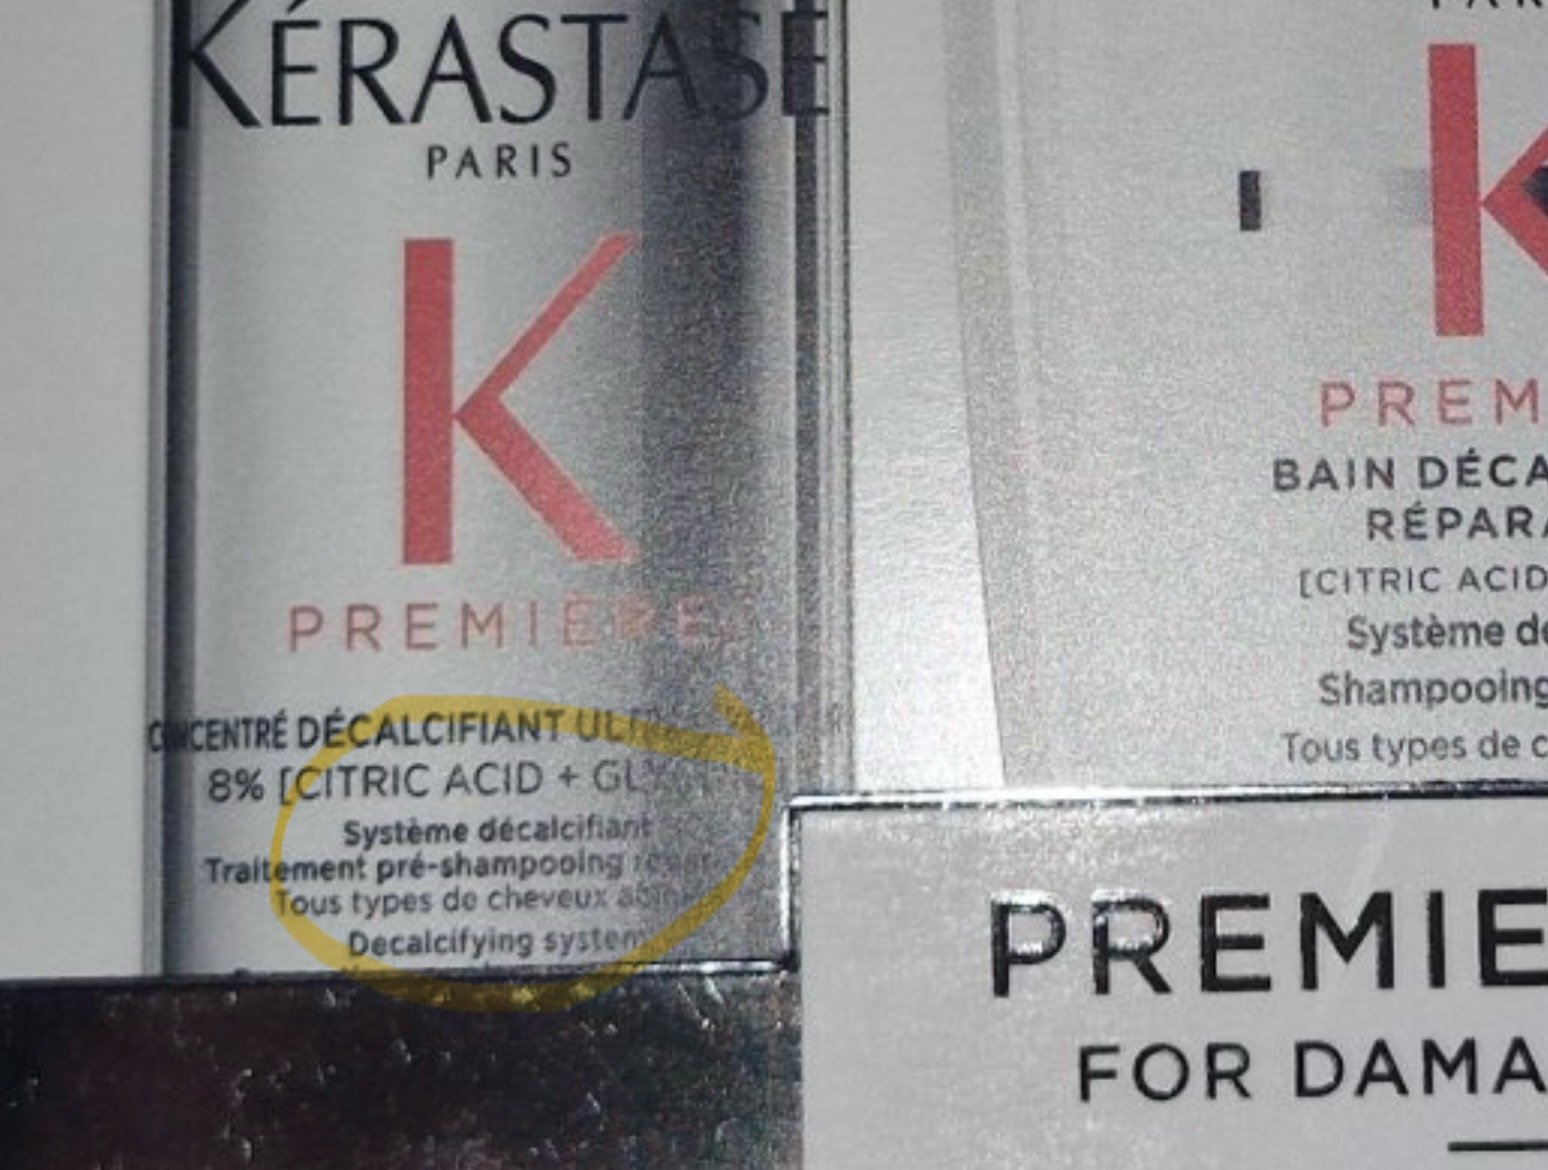 KÉRASTASE
PARIS
K
PREMIÈRE
CONCENTRÉ DÉCALCIFIANT
8% [CITRIC ACID +
Système décalcifiant
Traitement pré-shampooing
Tous types de cheveux
Decalcifying system
K
PREM
BAIN DÉCA
RÉPARA
[CITRIC ACID
Système de
Shampooing
Tous types de c
PREMIE
FOR DAMA